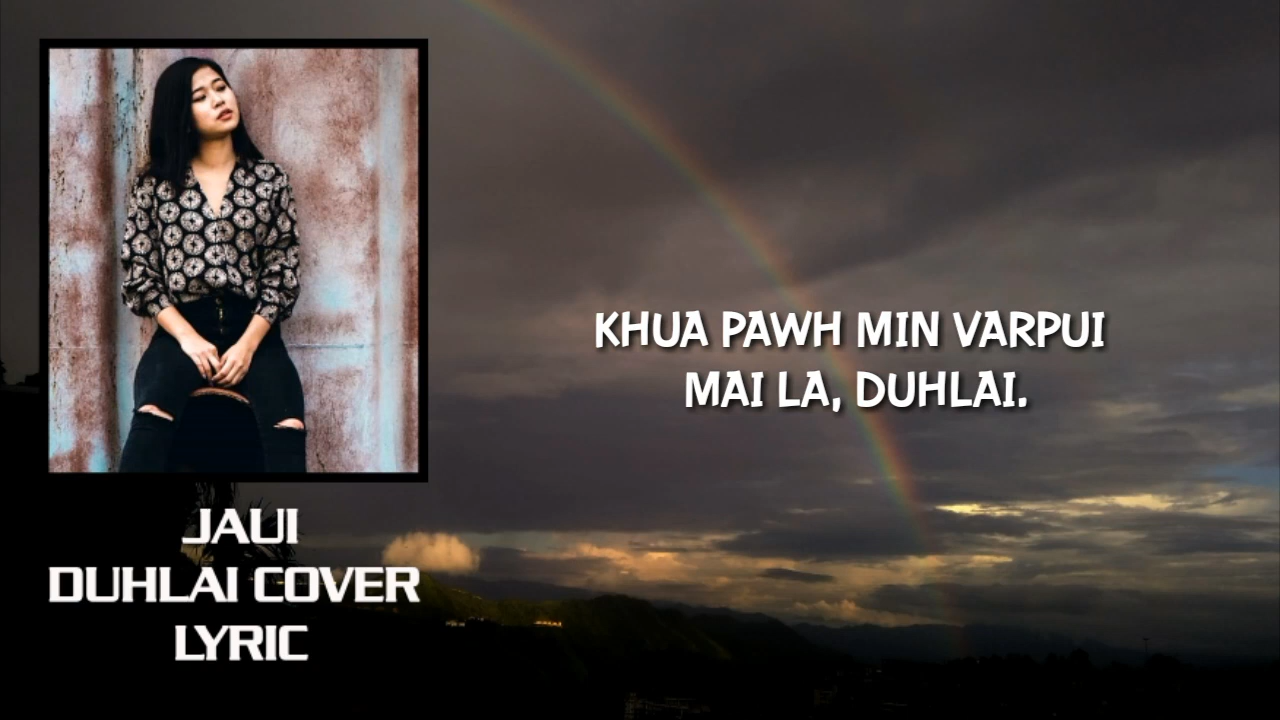 JAUI
DUHLAI COVER
LYRIC
KHUA PAWH MIN VARPUI
MAI LA, DUHLAI.